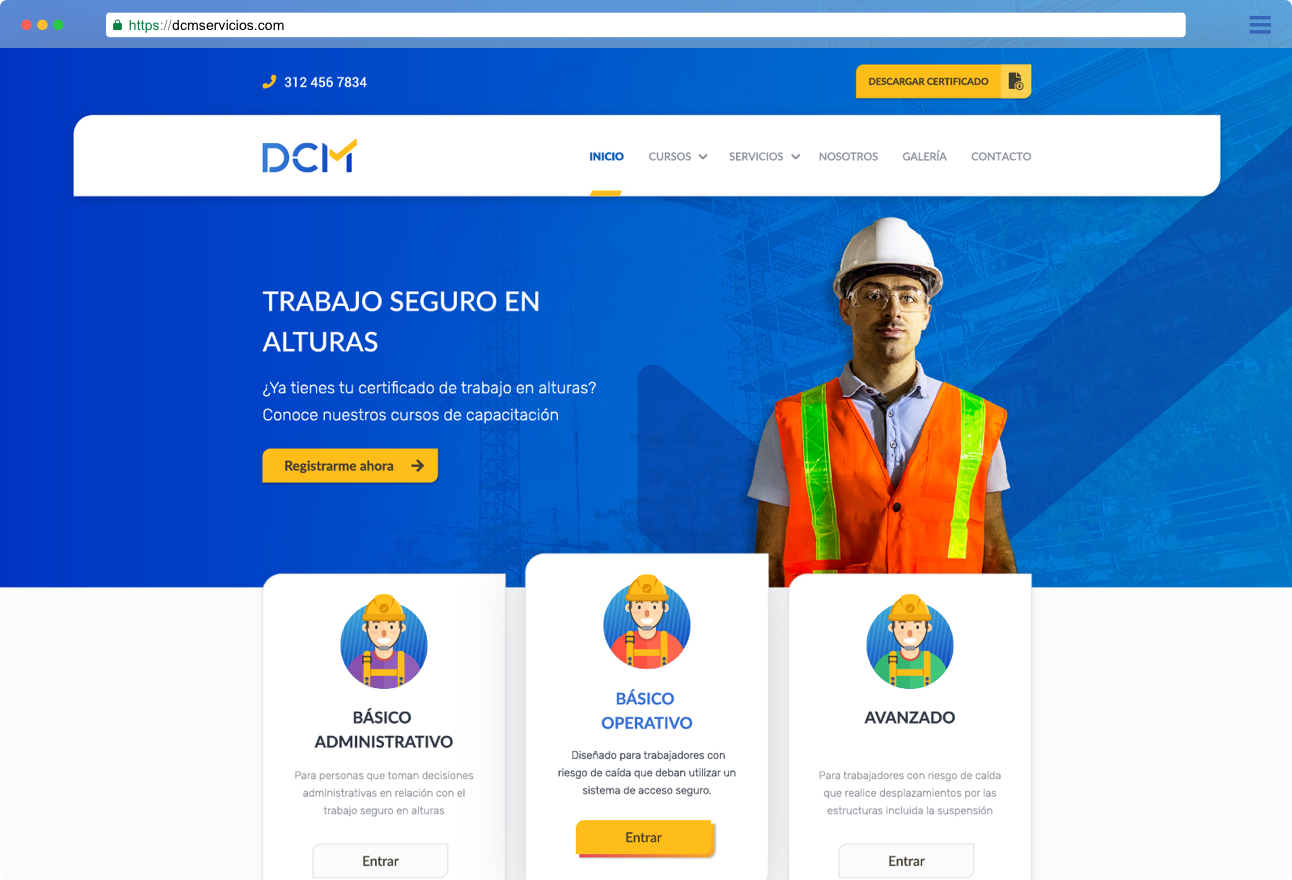 https://dcmservicios.com
312 456 7834
DESCARGAR CERTIFICADO
DCM
INICIO
CURSOS
SERVICIOS
NOSOTROS
GALERÍA
CONTACTO
TRABAJO SEGURO EN
ALTURAS
¿Ya tienes tu certificado de trabajo en alturas?
Conoce nuestros cursos de capacitación
Registrarme ahora
BÁSICO
ADMINISTRATIVO
Para personas que toman decisiones
administrativas en relación con el
trabajo seguro en alturas
Entrar
BÁSICO
OPERATIVO
Diseñado para trabajadores con
riesgo de caída que deban utilizar un
sistema de acceso seguro.
Entrar
AVANZADO
Para trabajadores con riesgo de caída
que realice desplazamientos por las
estructuras incluida la suspensión
Entrar